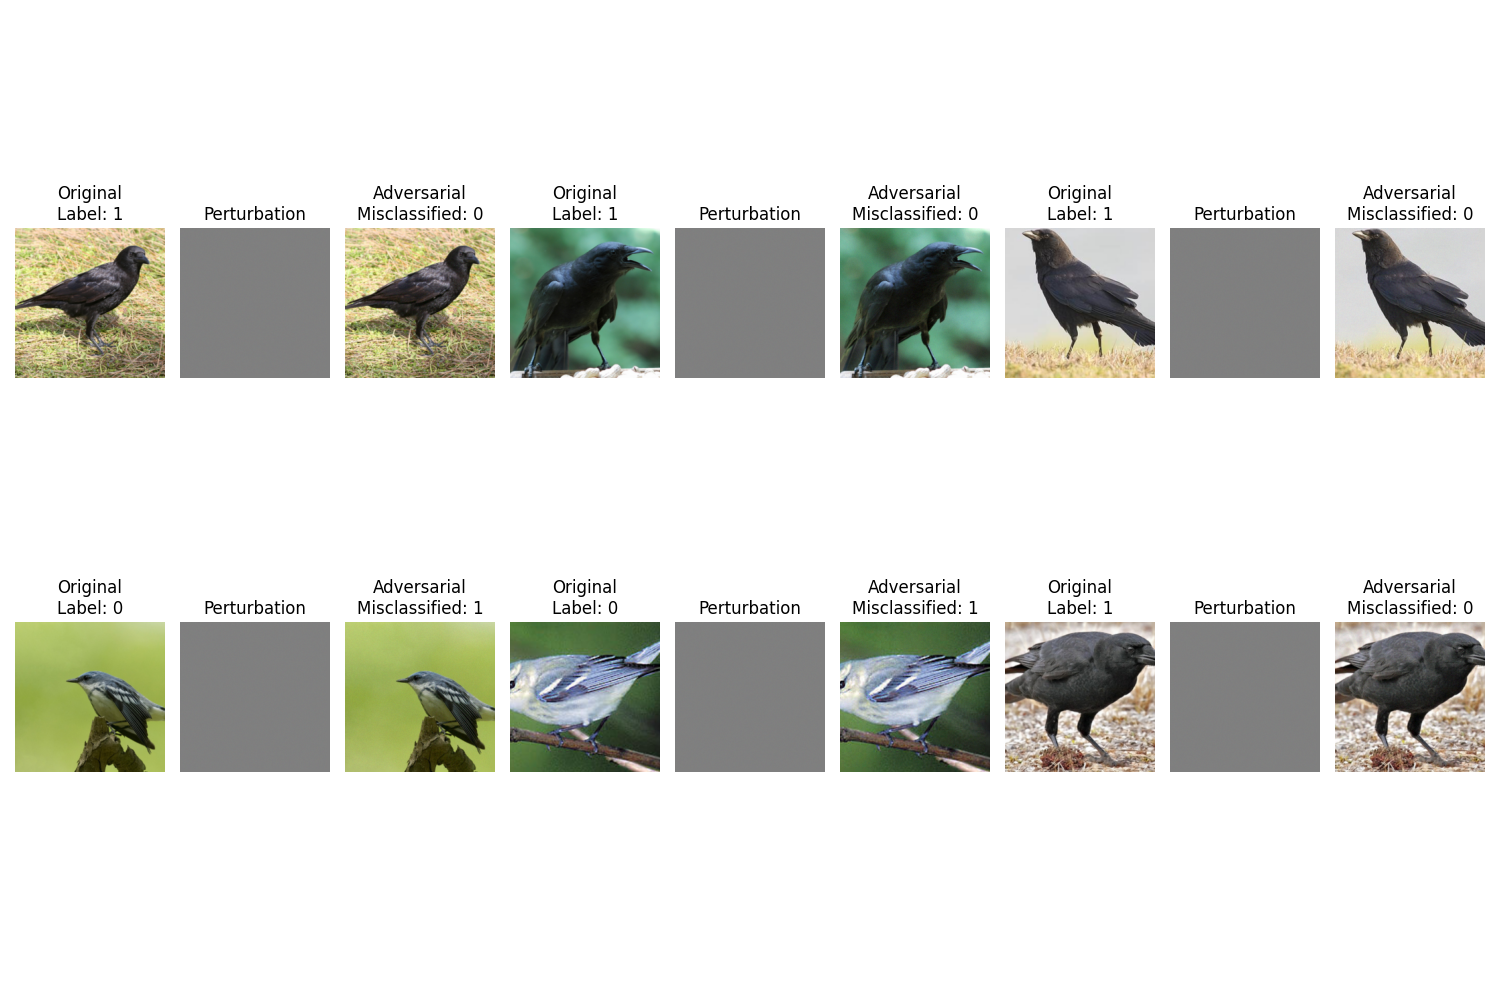 Original
Label: 1
Perturbation
Adversarial
Misclassified: 0
Original
Label: 1
Perturbation
Adversarial
Misclassified: 0
Original
Label: 1
Perturbation
Adversarial
Misclassified: 0
Original
Label: 0
Perturbation
Adversarial
Misclassified: 1
Original
Label: 0
Perturbation
Adversarial
Misclassified: 1
Original
Label: 1
Perturbation
Adversarial
Misclassified: 0